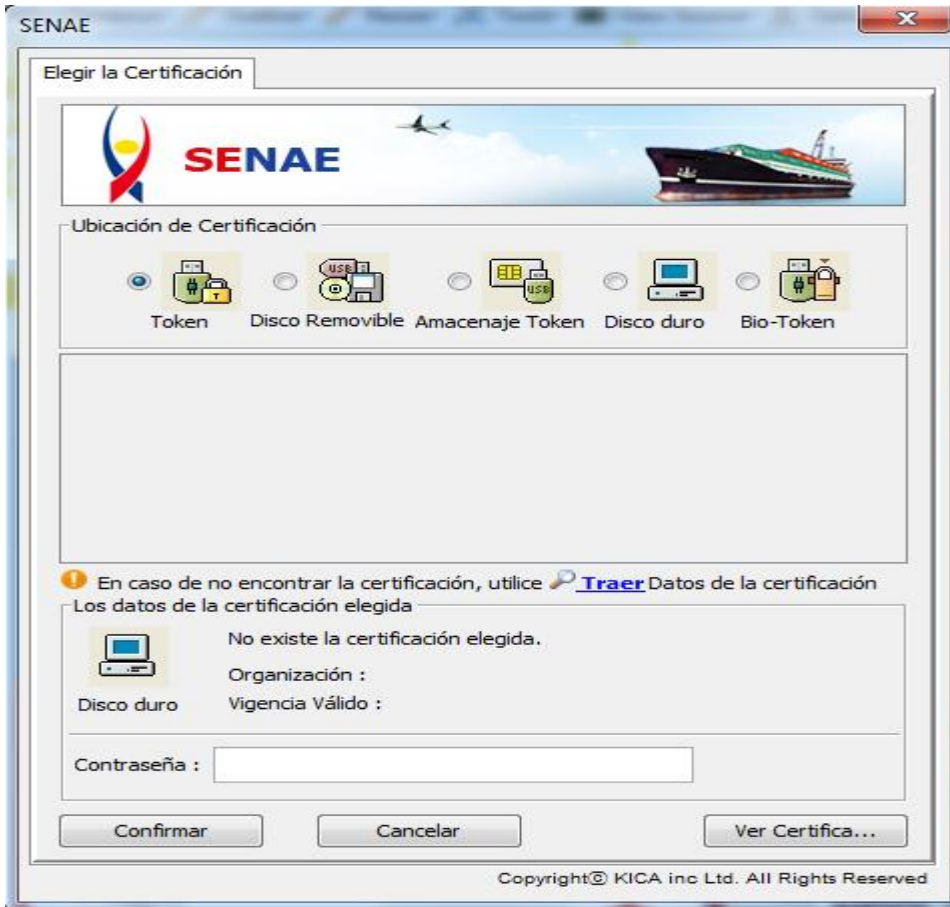 SENAE
Elegir la Certificación
SENAE
Ubicación de Certificación
USB
USB
Token
Disco Removible
Amacenaje Token
Disco duro
Bio-Token
En caso de no encontrar la certificación, utilice Traer Datos de la certificación
Los datos de la certificación elegida
No existe la certificación elegida.
Organización :
Disco duro
Vigencia Válido :
Contraseña :
Confirmar
Cancelar
Ver Certifica...
Copyright© KICA inc Ltd. All Rights Reserved